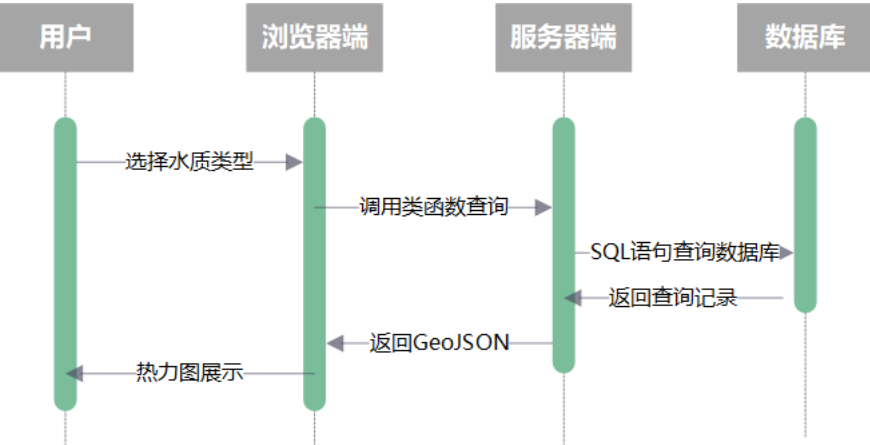 用户
浏览器端
服务器端
数据库
选择水质类型
调用类函数查询
SQL语句查询数据库
返回查询记录
返回GeoJSON
热力图展示